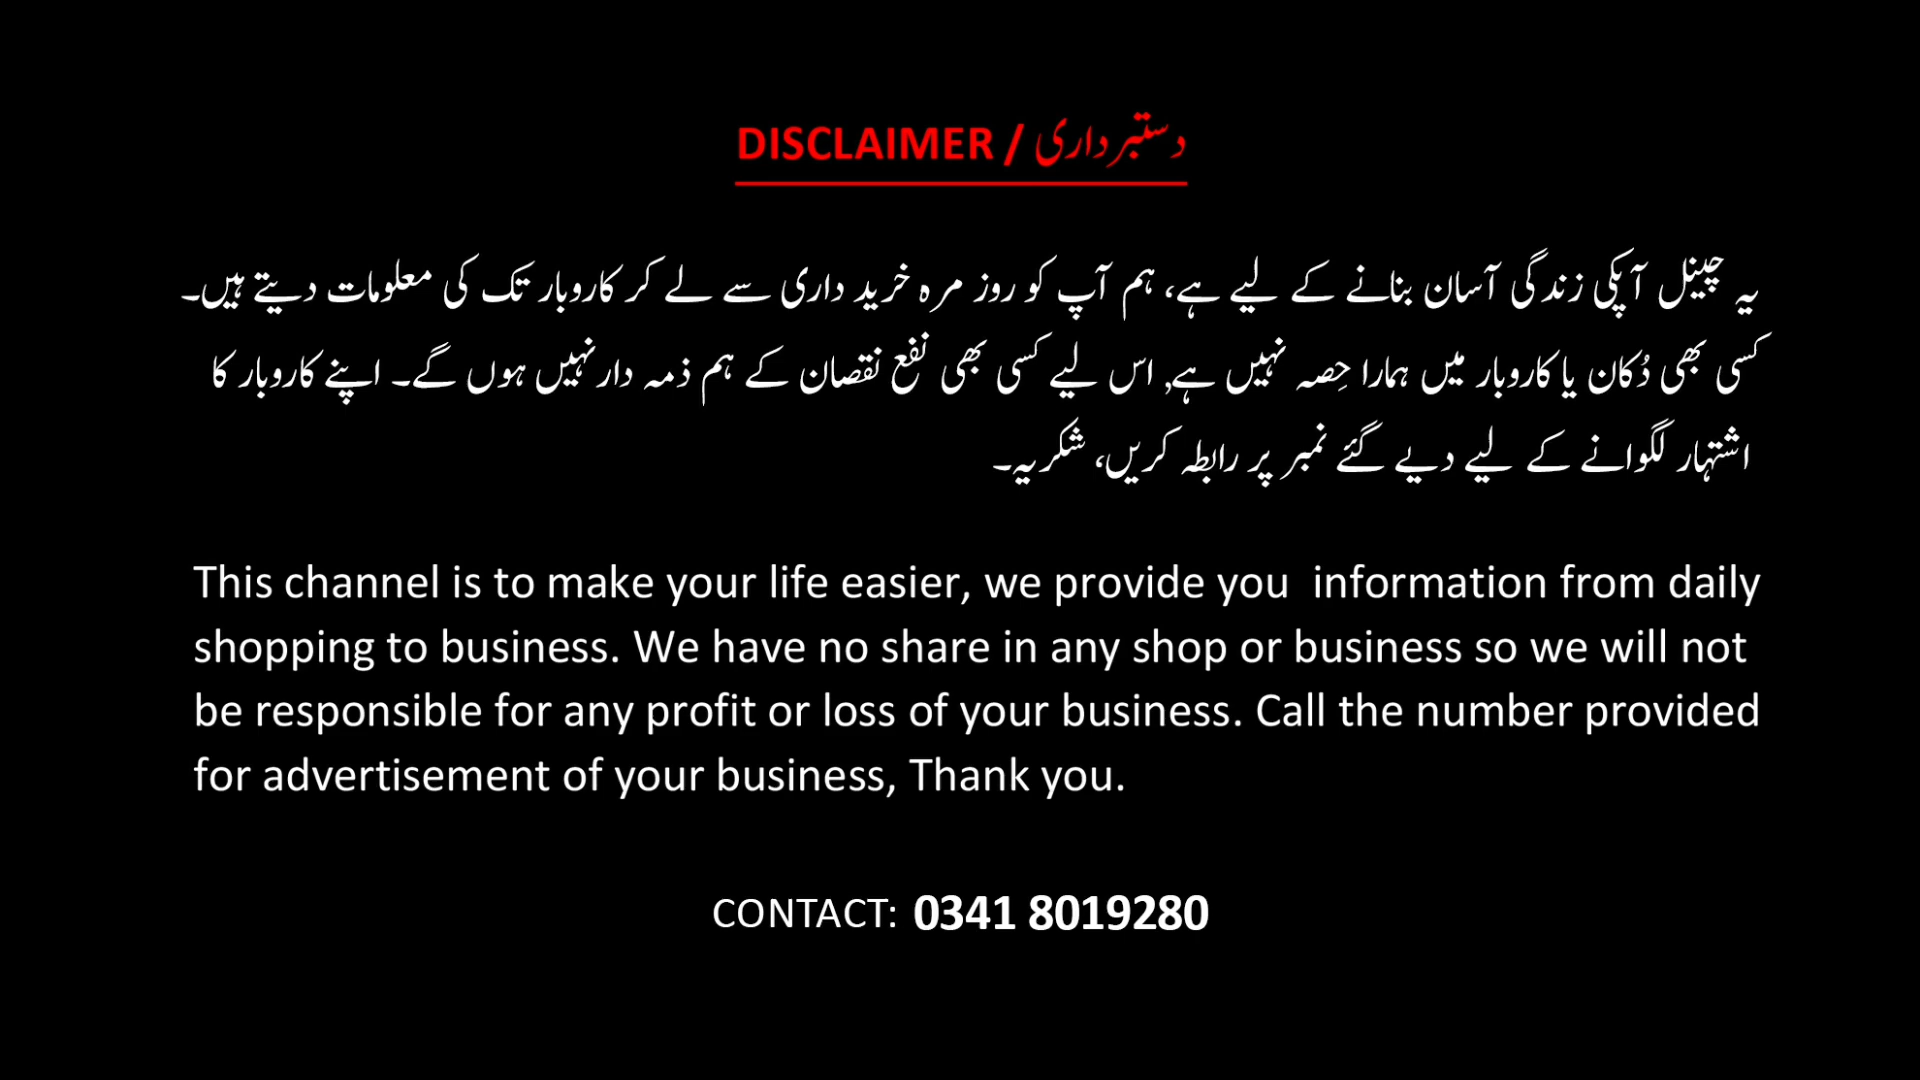 DISCLAIMER / دستبرداری
یہ چینل آپکی زندگی آسان بنانے کے لیے ہے، ہم آپ کو روز مرہ خرید داری سے لے کر کاروبار تک کی معلومات دیتے ہیں۔
کسی بھی دُکان یا کاروبار میں ہمارا حِصہ نہیں ہے, اس لیے کسی بھی نفع نقصان کے ہم ذمہ دار نہیں ہوں گے۔ اپنے کاروبار کا
اشتہار لگوانے کے لیے دیے گئے نمبر پر رابطہ کریں، شکریہ۔
This channel is to make your life easier, we provide you  information from daily
shopping to business. We have no share in any shop or business so we will not
be responsible for any profit or loss of your business. Call the number provided
for advertisement of your business, Thank you.
CONTACT: 0341 8019280